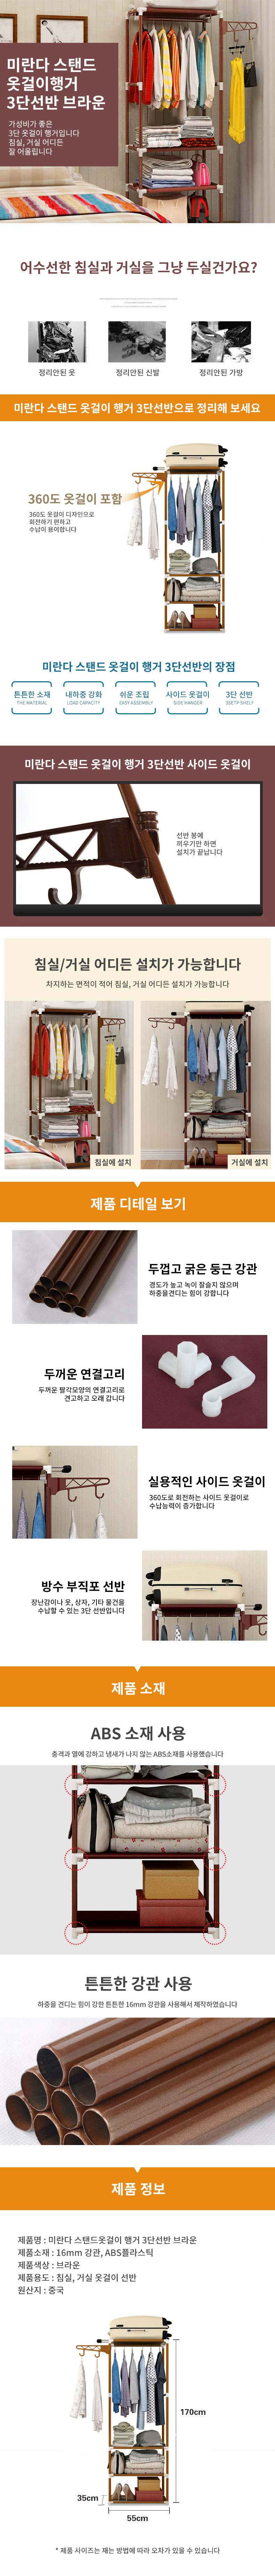 미란다 스탠드
옷걸이행거
3단선반 브라운
가성비가 좋은
3단 옷걸이 행거입니다
침실, 거실 어디든
잘 어울립니다
어수선한 침실과 거실을 그냥 두실건가요?
정리안된 옷
정리안된 신발
정리안된 가방
미란다 스탠드 옷걸이 행거 3단선반으로 정리해 보세요
360도 옷걸이 포함
360도 옷걸이 디자인으로
회전하기 편하고
수납이 용이합니다
미란다 스탠드 옷걸이 행거 3단선반의 장점
튼튼한 소재
THE MATERIAL
내하중 강화
LOAD CAPACITY
쉬운 조립
EASY ASSEMBLY
사이드 옷걸이
SIDE HANGER
3단 선반
3SETP SHELF
미란다 스탠드 옷걸이 행거 3단선반 사이드 옷걸이
선반 봉에
끼우기만 하면
설치가 끝납니다
침실/거실 어디든 설치가 가능합니다
차지하는 면적이 적어 침실, 거실 어디든 설치가 가능합니다
침실에 설치
거실에 설치
제품 디테일 보기
두껍고 굵은 둥근 강관
경도가 높고 녹이 잘슬지 않으며
하중을견디는 힘이 강합니다
두꺼운 연결고리
두꺼운 팔각모양의 연결고리로
견고하고 오래 갑니다
실용적인 사이드 옷걸이
360도로 회전하는 사이드 옷걸이로
수납능력이 증가합니다
방수 부직포 선반
장난감이나 옷, 상자, 기타 물건을
수납할 수 있는 3단 선반입니다
제품 소재
ABS 소재 사용
충격과 열에 강하고 냄새가 나지 않는 ABS소재를 사용했습니다
튼튼한 강관 사용
하중을 견디는 힘이 강한 튼튼한 16mm 강관을 사용해서 제작하였습니다
제품 정보
제품명 : 미란다 스탠드옷걸이 행거 3단선반 브라운
제품소재 : 16mm 강관, ABS플라스틱
제품색상 : 브라운
제품용도 : 침실, 거실 옷걸이 선반
원산지 : 중국
170cm
35cm
55cm
* 제품 사이즈는 재는 방법에 따라 오차가 있을 수 있습니다